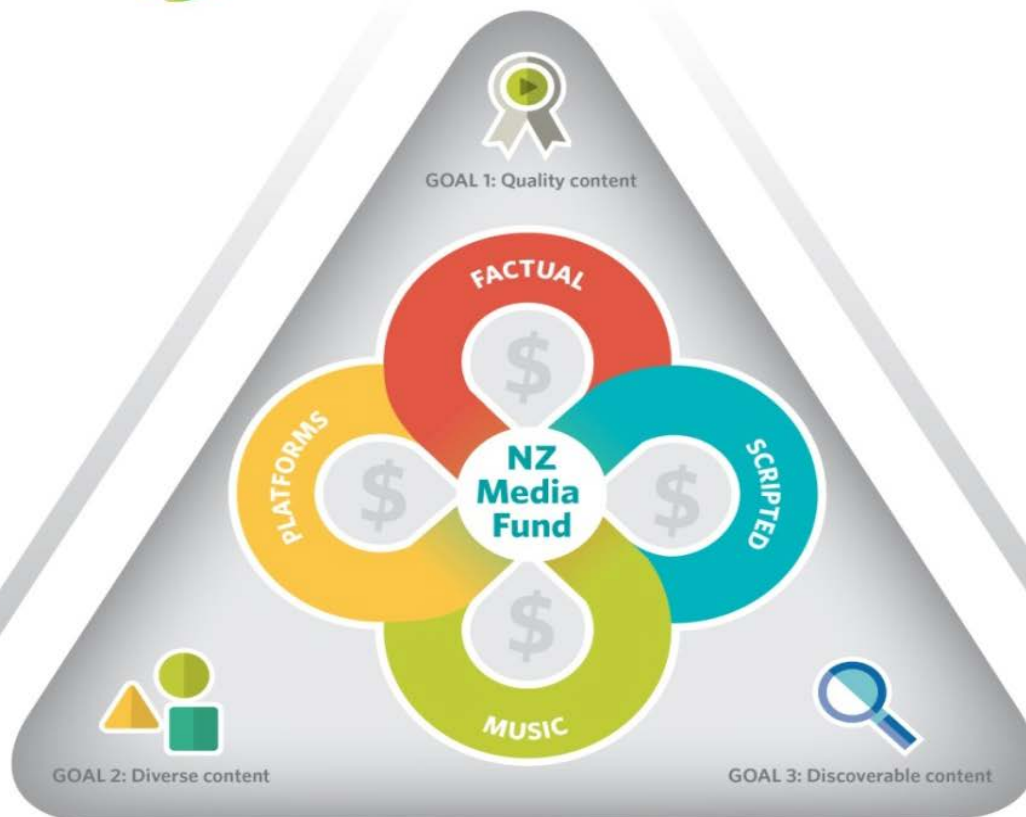 GOAL 1: Quality content
FACTUAL
$
PLATFORMS
$
NZ
Media
Fund
$
SCRIPTED
$
MUSIC
GOAL 2: Diverse content
GOAL 3: Discoverable content